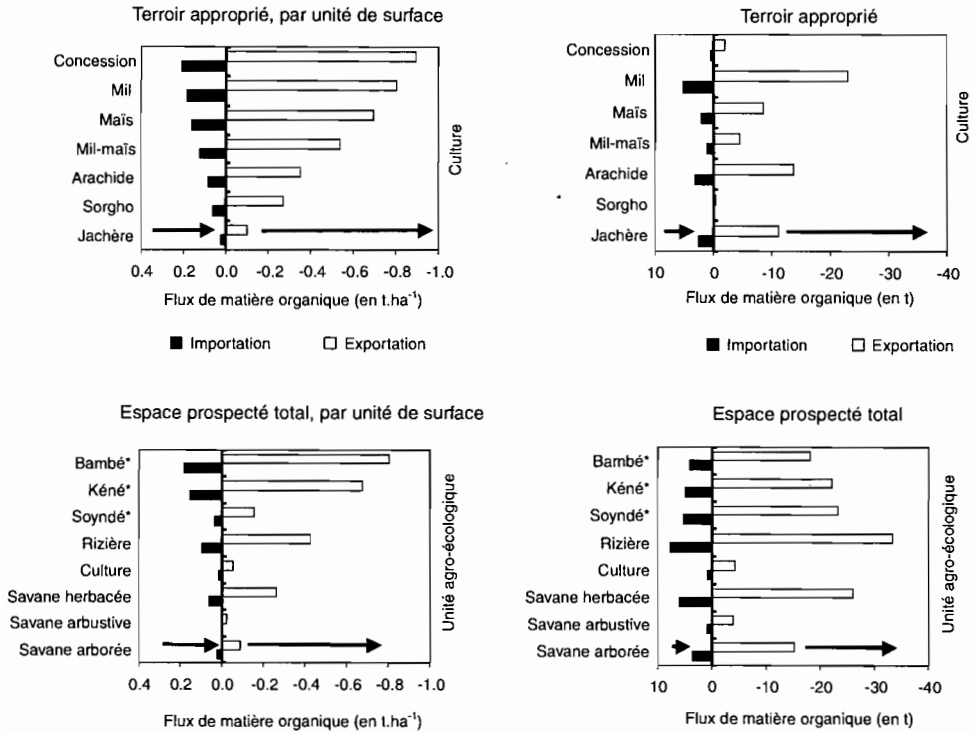 Terroir approprié, par unité de surface
Concession
Mil
Maïs
Mil-maïs
Arachide
Sorgho
Jachère
Culture
0.4 0.2 0.0 -0.2 -0.4 -0.6 -0.8 -1.0
Flux de matière organique (en t.ha⁻¹)
Importation Exportation
Terroir approprié
Concession
Mil
Maïs
Mil-maïs
Arachide
Sorgho
Jachère
Culture
10 0 -10 -20 -30 -40
Flux de matière organique (en t)
Importation Exportation
Espace prospecté total, par unité de surface
Bambé*
Kéné*
Soyndé*
Rizière
Culture
Savane herbacée
Savane arbustive
Savane arborée
Unité agro-écologique
0.4 0.2 0.0 -0.2 -0.4 -0.6 -0.8 -1.0
Flux de matière organique (en t.ha⁻¹)
Espace prospecté total
Bambé*
Kéné*
Soyndé*
Rizière
Culture
Savane herbacée
Savane arbustive
Savane arborée
Unité agro-écologique
10 0 -10 -20 -30 -40
Flux de matière organique (en t)